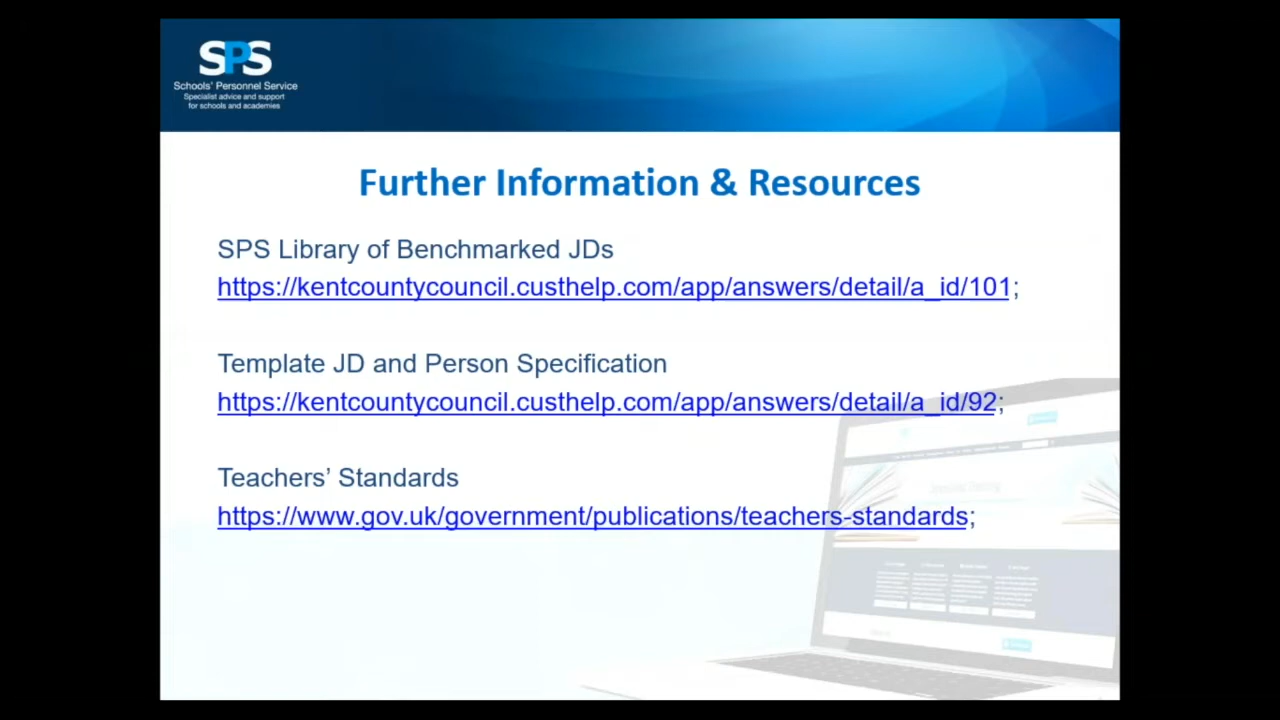 SPS
Schools' Personnel Service
Specialist advice and support
for schools and academies
Further Information & Resources
SPS Library of Benchmarked JDs
https://kentcountycouncil.custhelp.com/app/answers/detail/a_id/101;
Template JD and Person Specification
https://kentcountycouncil.custhelp.com/app/answers/detail/a_id/92;
Teachers’ Standards
https://www.gov.uk/government/publications/teachers-standards;